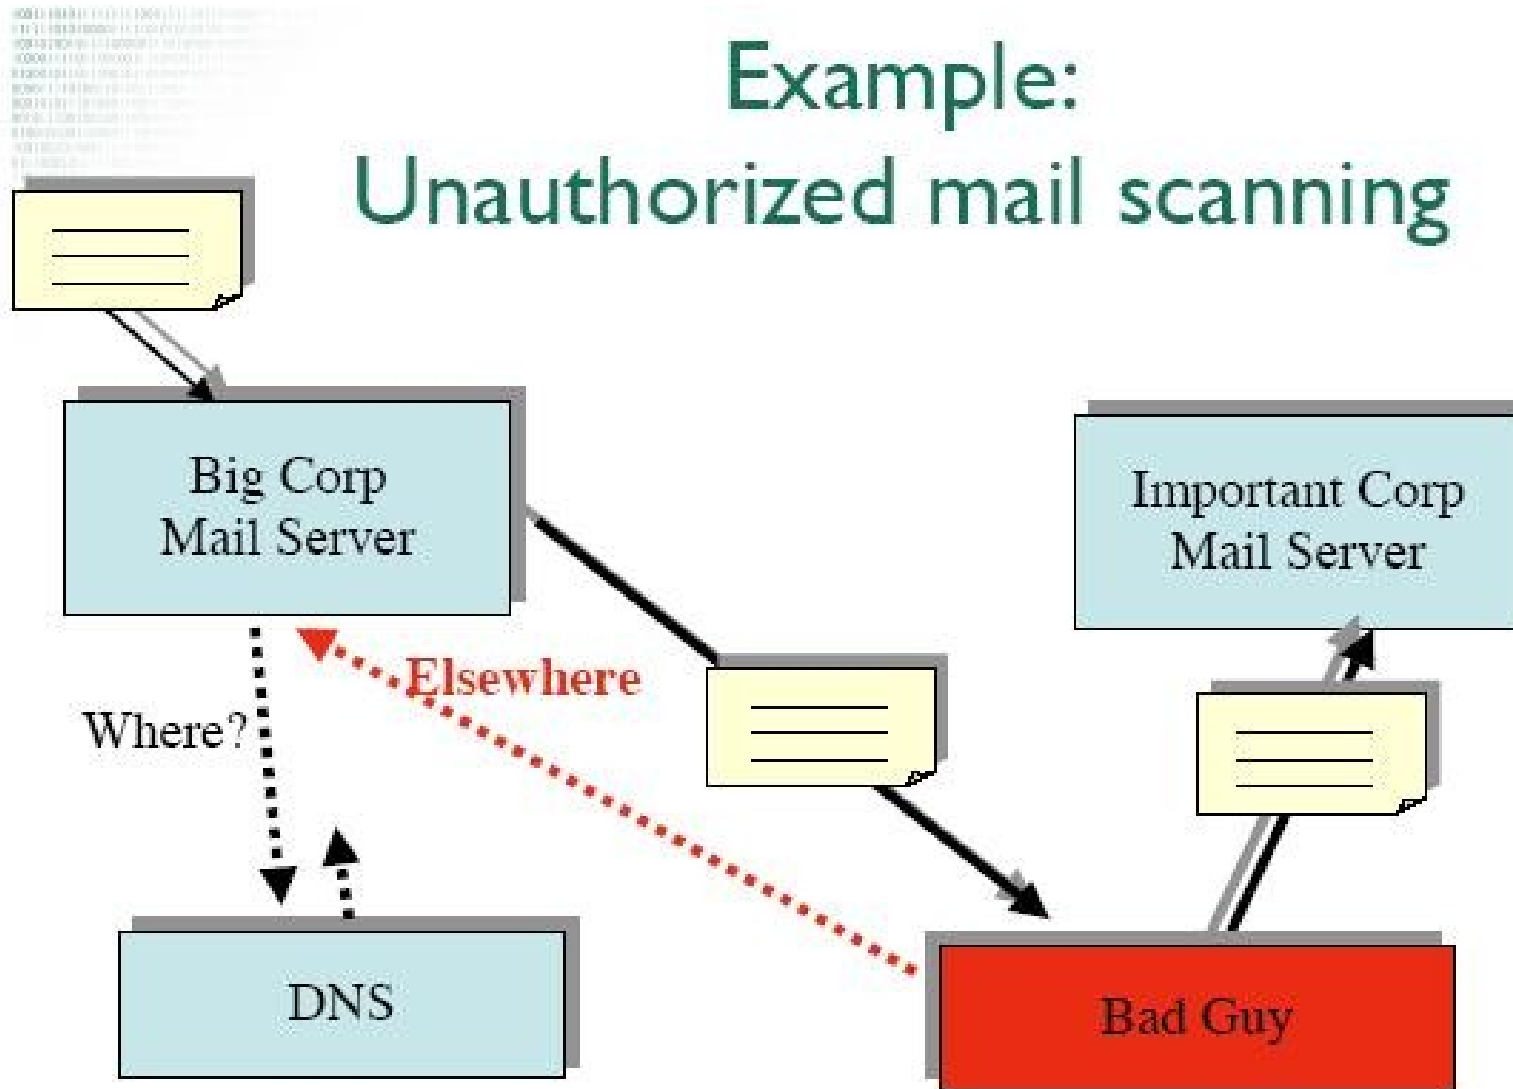 Example:
Unauthorized mail scanning
Big Corp
Mail Server
Important Corp
Mail Server
Elsewhere
Where?
DNS
Bad Guy